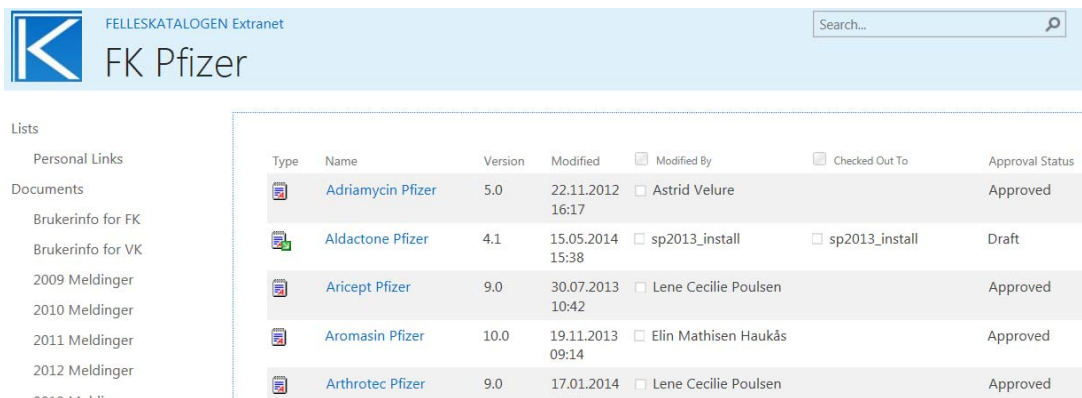 FELLESKATALOGEN Extranet
Search...
FK Pfizer
Lists
Personal Links
Documents
Brukerinfo for FK
Brukerinfo for VK
2009 Meldinger
2010 Meldinger
2011 Meldinger
2012 Meldinger
Type Name Version Modified Modified By Checked Out To Approval Status
Adriamycin Pfizer 5.0 22.11.2012 Astrid Velure Approved
16:17
Aldactone Pfizer 4.1 15.05.2014 sp2013_install sp2013_install Draft
15:38
Aricept Pfizer 9.0 30.07.2013 Lene Cecilie Poulsen Approved
10:42
Aromasin Pfizer 10.0 19.11.2013 Elin Mathisen Haukås Approved
09:14
Arthrotec Pfizer 9.0 17.01.2014 Lene Cecilie Poulsen Approved